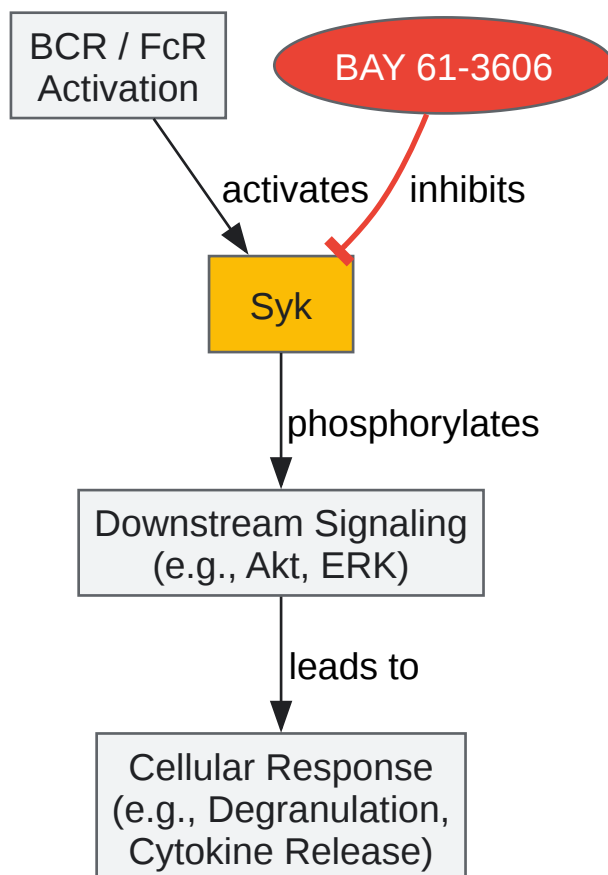 BCR / FcR
Activation
BAY 61-3606
activates
inhibits
Syk
phosphorylates
Downstream Signaling
(e.g., Akt, ERK)
leads to
Cellular Response
(e.g., Degranulation,
Cytokine Release)